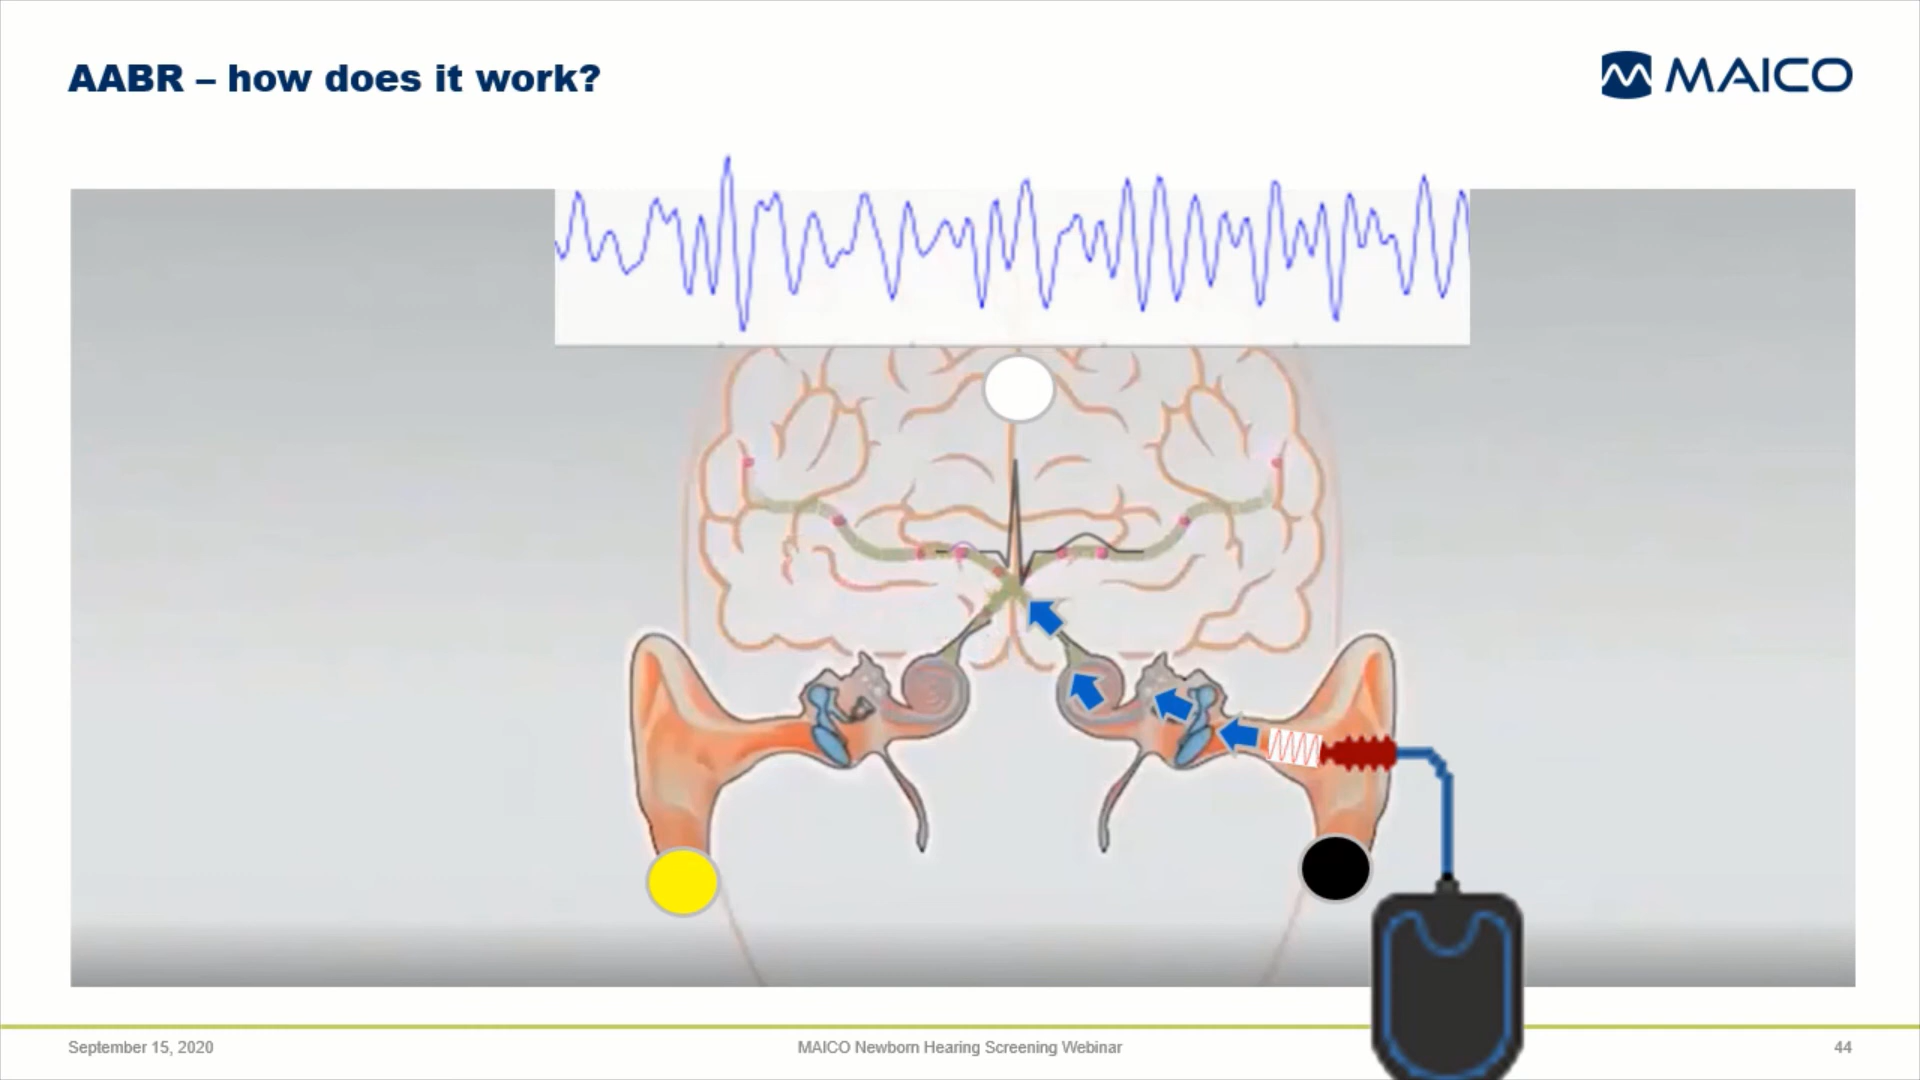 AABR – how does it work?
MAICO
September 15, 2020
MAICO Newborn Hearing Screening Webinar
44